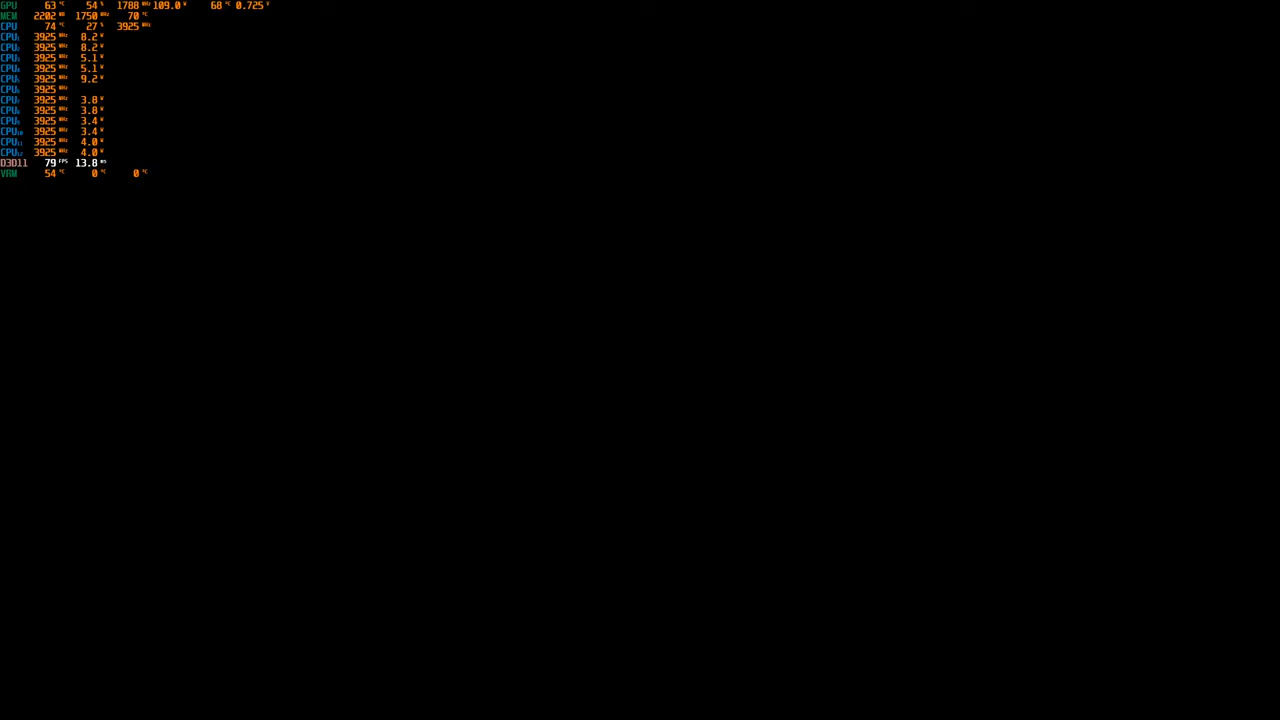 GPU 63 °C 54 % 1788 MHz 109.0 W 68 °C 0.725 V
MEM 2202 MB 1750 MHz 70 °C
CPU 74 °C 27 % 3925 MHz
CPU1 3925 MHz 8.2 W
CPU2 3925 MHz 8.2 W
CPU3 3925 MHz 5.1 W
CPU4 3925 MHz 5.1 W
CPU5 3925 MHz 9.2 W
CPU6 3925 MHz
CPU7 3925 MHz 3.8 W
CPU8 3925 MHz 3.8 W
CPU9 3925 MHz 3.4 W
CPU10 3925 MHz 3.4 W
CPU11 3925 MHz 4.0 W
CPU12 3925 MHz 4.0 W
D3D11 79 FPS 13.8 ms
VRM 54 °C 0 °C 0 °C